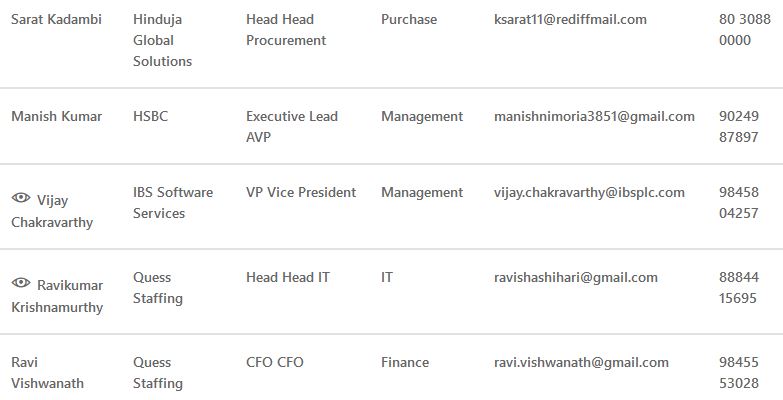 Sarat Kadambi Hinduja Head Head Purchase ksarat11@rediffmail.com 80 3088
Global Procurement 0000
Solutions
Manish Kumar HSBC Executive Lead Management manishnimoria3851@gmail.com 90249
AVP 87897
Vijay IBS Software VP Vice President Management vijay.chakravarthy@ibsplc.com 98458
Chakravarthy Services 04257
Ravikumar Quess Head Head IT IT ravishashihari@gmail.com 88844
Krishnamurthy Staffing 15695
Ravi Quess CFO CFO Finance ravi.vishwanath@gmail.com 98455
Vishwanath Staffing 53028